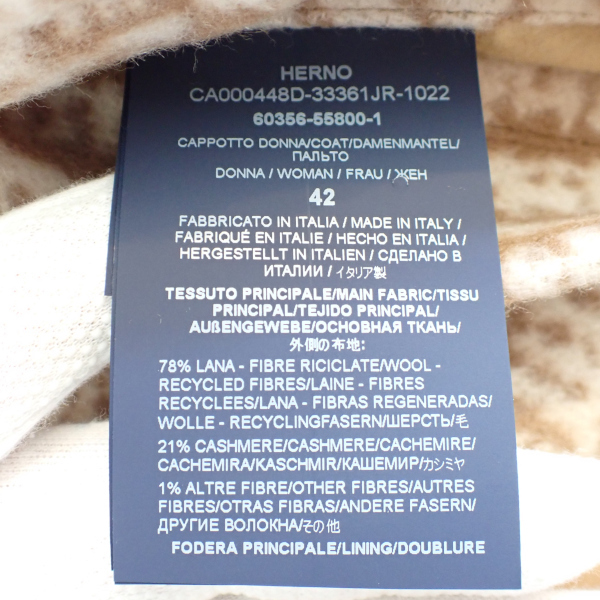 HERNO
CA000448D-33361JR-1022
60356-55800-1
CAPPOTTO DONNA/COAT/DAMENMANTEL/
ПАЛЬТО
DONNA / WOMAN / FRAU / ЖЕН
42
FABBRICATO IN ITALIA / MADE IN ITALY /
FABRIQUÉ EN ITALIE / HECHO EN ITALIA /
HERGESTELLT IN ITALIEN / СДЕЛАНО В
ИТАЛИИ / イタリア製
TESSUTO PRINCIPALE/MAIN FABRIC/TISSU
PRINCIPAL/TEJIDO PRINCIPAL/
AUßENGEWEBE/ОСНОВНАЯ ТКАНЬ/
外側の布地:
78% LANA - FIBRE RICICLATE/WOOL -
RECYCLED FIBRES/LAINE - FIBRES
RECYCLEES/LANA - FIBRAS REGENERADAS/
WOLLE - RECYCLINGFASERN/ШЕРСТЬ/毛
21% CASHMERE/CASHMERE/CACHEMIRE/
CACHEMIRA/KASCHMIR/КАШЕМИР/カシミヤ
1% ALTRE FIBRE/OTHER FIBRES/AUTRES
FIBRES/OTRAS FIBRAS/ANDERE FASERN/
ДРУГИЕ ВОЛОКНА/その他
FODERA PRINCIPALE/LINING/DOUBLURE